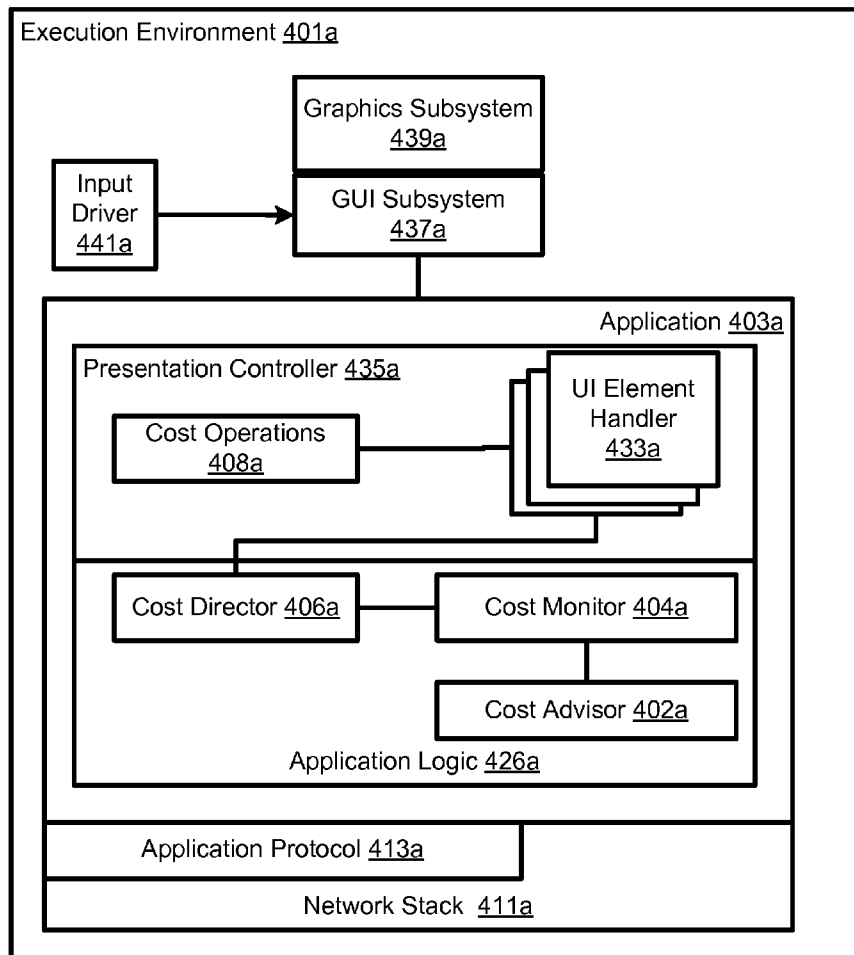 Execution Environment 401a
Graphics Subsystem
439a
Input
Driver
441a
GUI Subsystem
437a
Application 403a
Presentation Controller 435a
UI Element
Handler
433a
Cost Operations
408a
Cost Director 406a
Cost Monitor 404a
Cost Advisor 402a
Application Logic 426a
Application Protocol 413a
Network Stack 411a